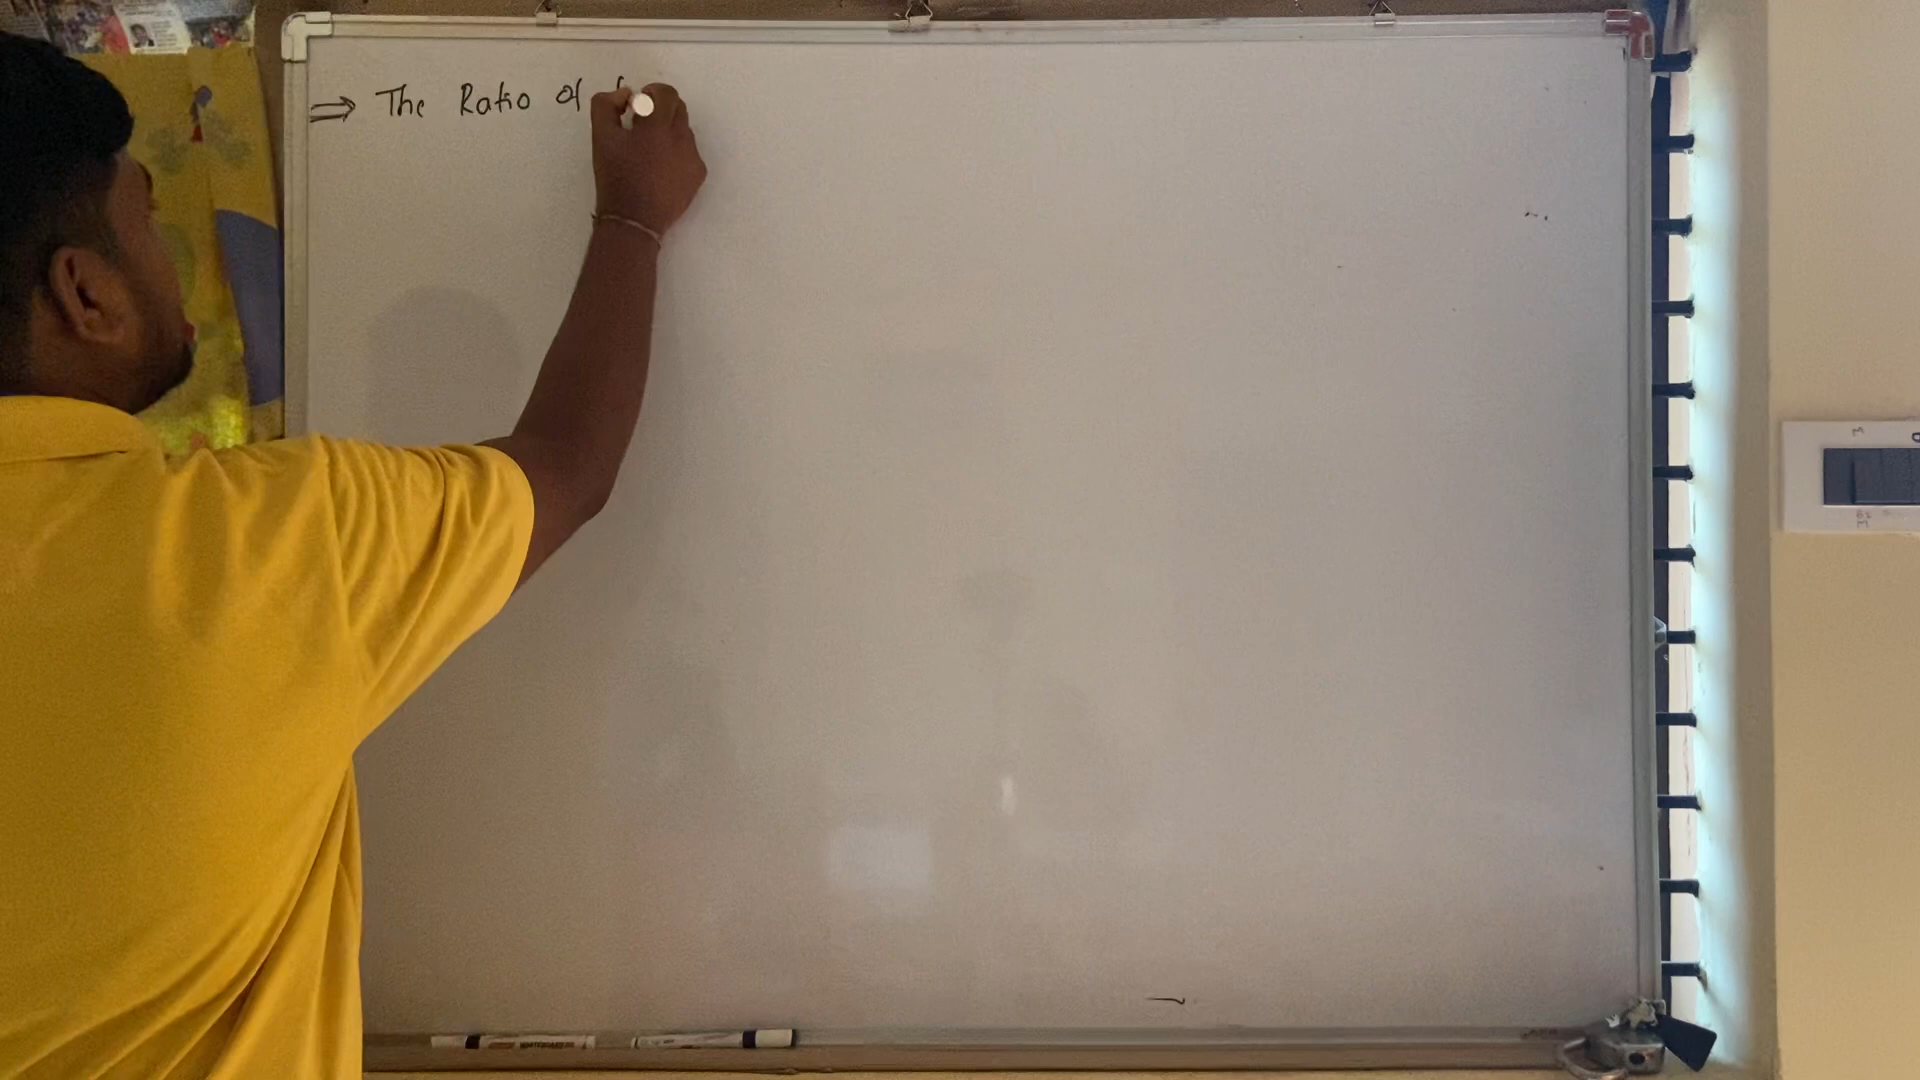 ⇒ The Ratio of